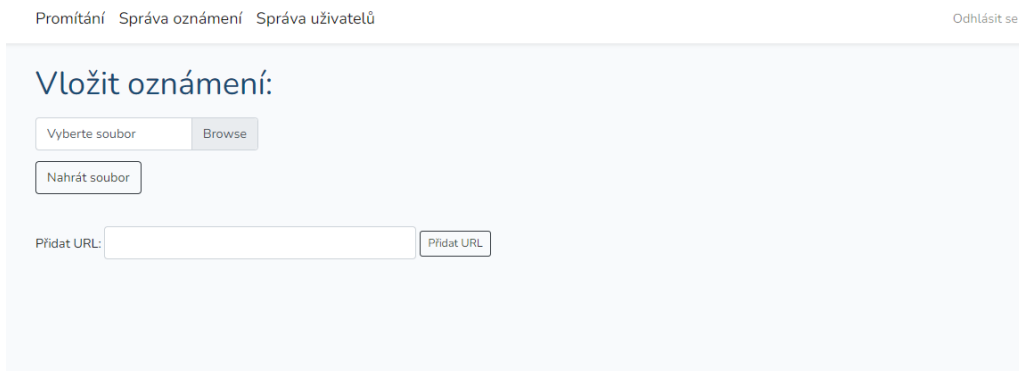 Promítání Správa oznámení Správa uživatelů Odhlásit se
Vložit oznámení:
Vyberte soubor Browse
Nahrát soubor
Přidat URL: Přidat URL